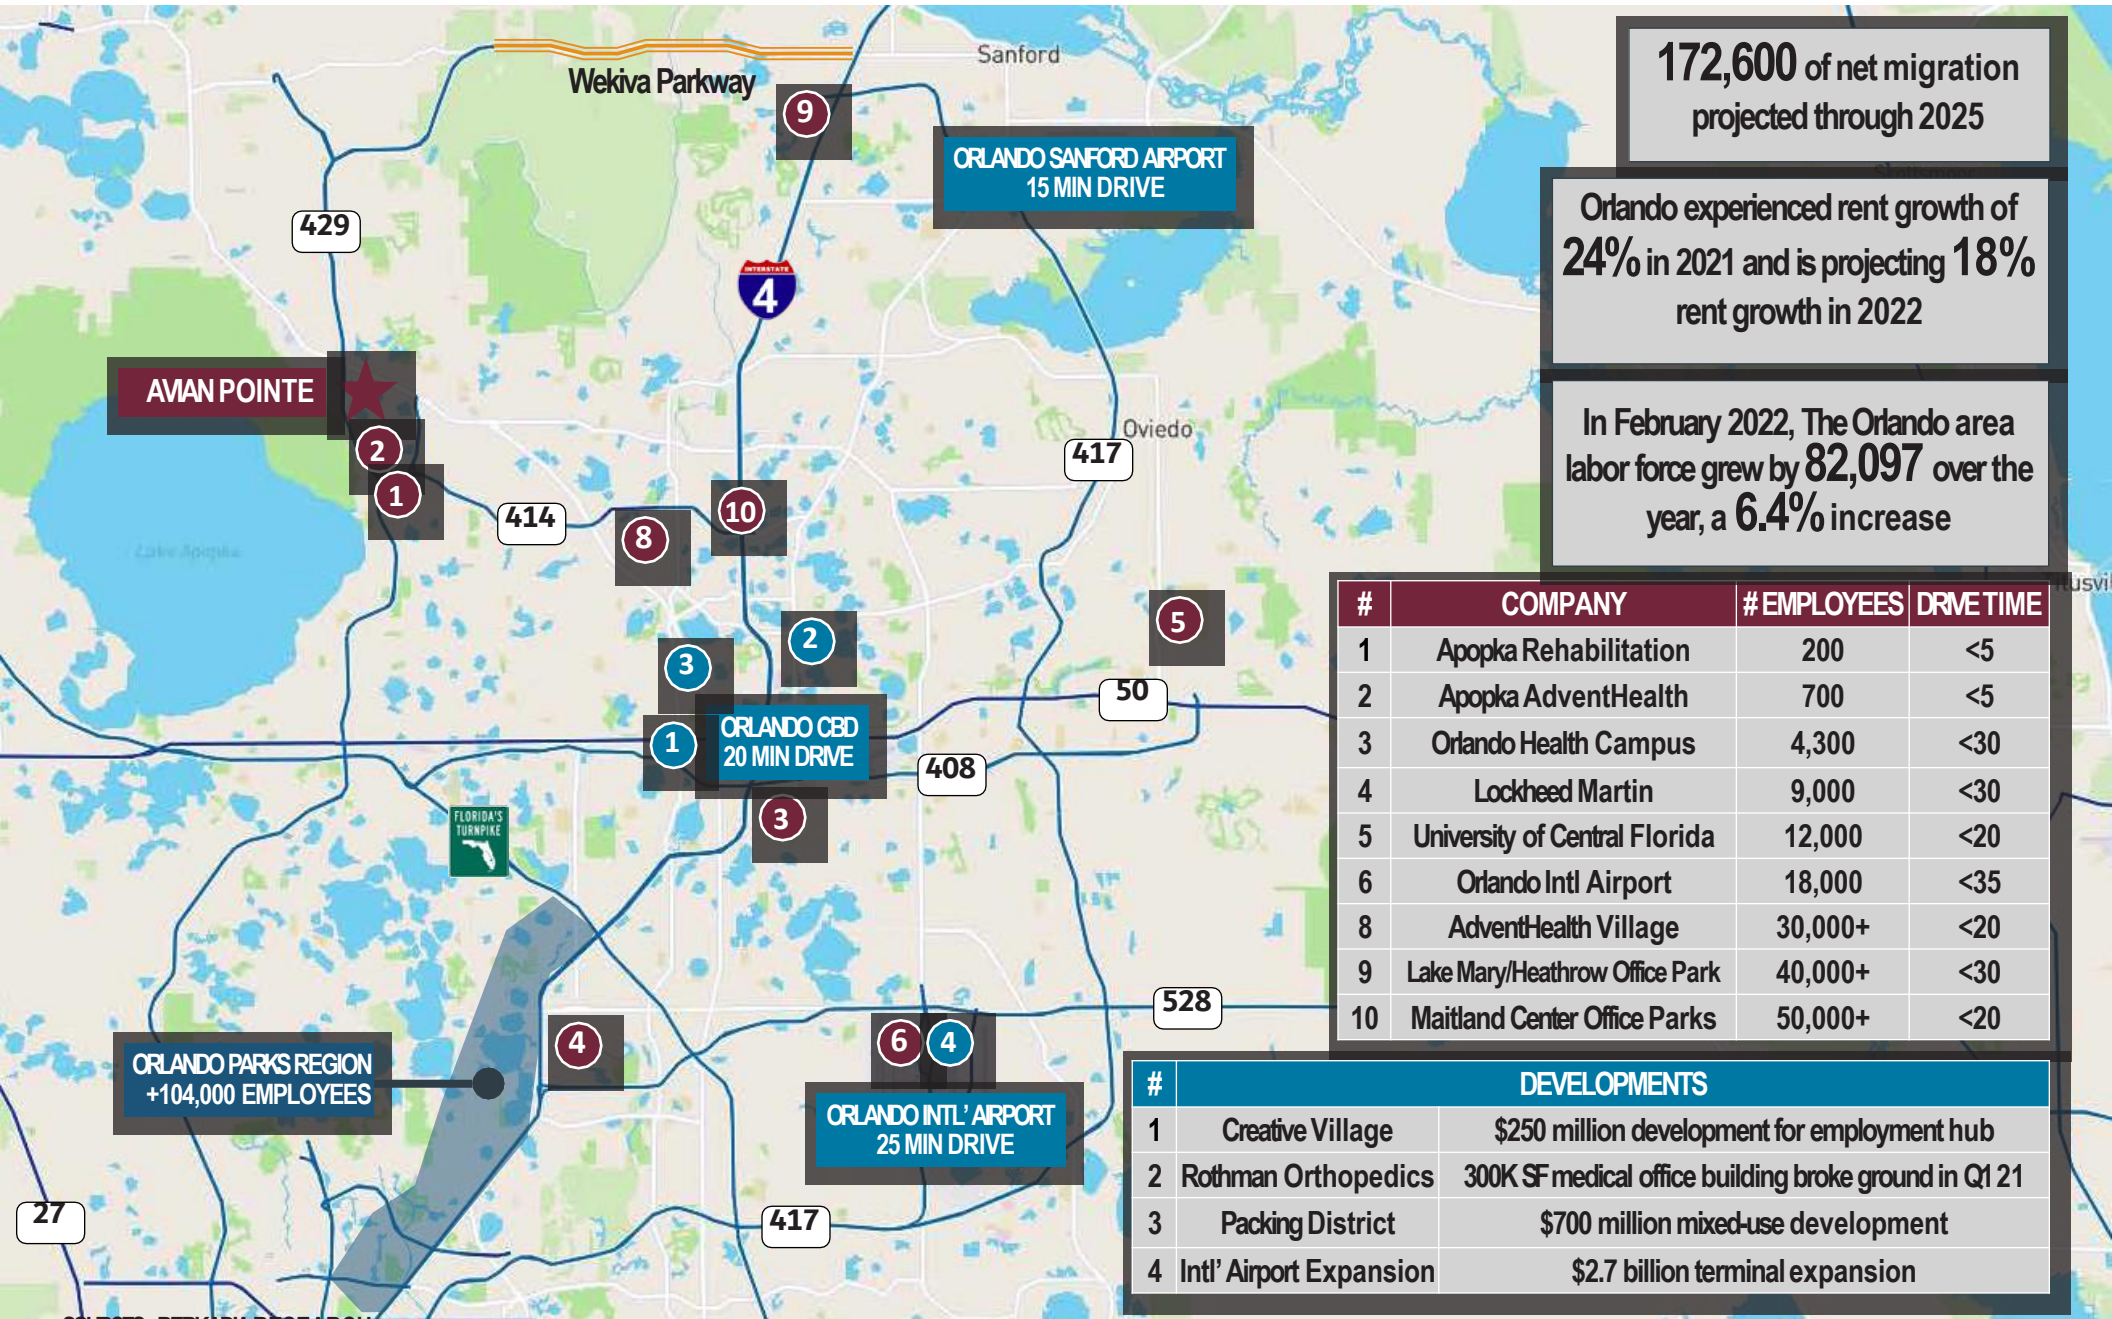 Sanford
Wekiva Parkway
9
ORLANDO SANFORD AIRPORT
15 MIN DRIVE
429
INTERSTATE
4
AVIAN POINTE
2
1
Oviedo
417
414
10
8
Lake Apopka
5
2
3
50
ORLANDO CBD
20 MIN DRIVE
1
408
3
FLORIDA'S
TURNPIKE
528
4
6
4
ORLANDO PARKS REGION
+104,000 EMPLOYEES
ORLANDO INTL' AIRPORT
25 MIN DRIVE
27
417
172,600 of net migration
projected through 2025
Orlando experienced rent growth of
24% in 2021 and is projecting 18%
rent growth in 2022
In February 2022, The Orlando area
labor force grew by 82,097 over the
year, a 6.4% increase
# COMPANY # EMPLOYEES DRIVE TIME
1 Apopka Rehabilitation 200 <5
2 Apopka AdventHealth 700 <5
3 Orlando Health Campus 4,300 <30
4 Lockheed Martin 9,000 <30
5 University of Central Florida 12,000 <20
6 Orlando Intl Airport 18,000 <35
8 AdventHealth Village 30,000+ <20
9 Lake Mary/Heathrow Office Park 40,000+ <30
10 Maitland Center Office Parks 50,000+ <20
# DEVELOPMENTS
1 Creative Village $250 million development for employment hub
2 Rothman Orthopedics 300K SF medical office building broke ground in Q1 21
3 Packing District $700 million mixed-use development
4 Intl' Airport Expansion $2.7 billion terminal expansion